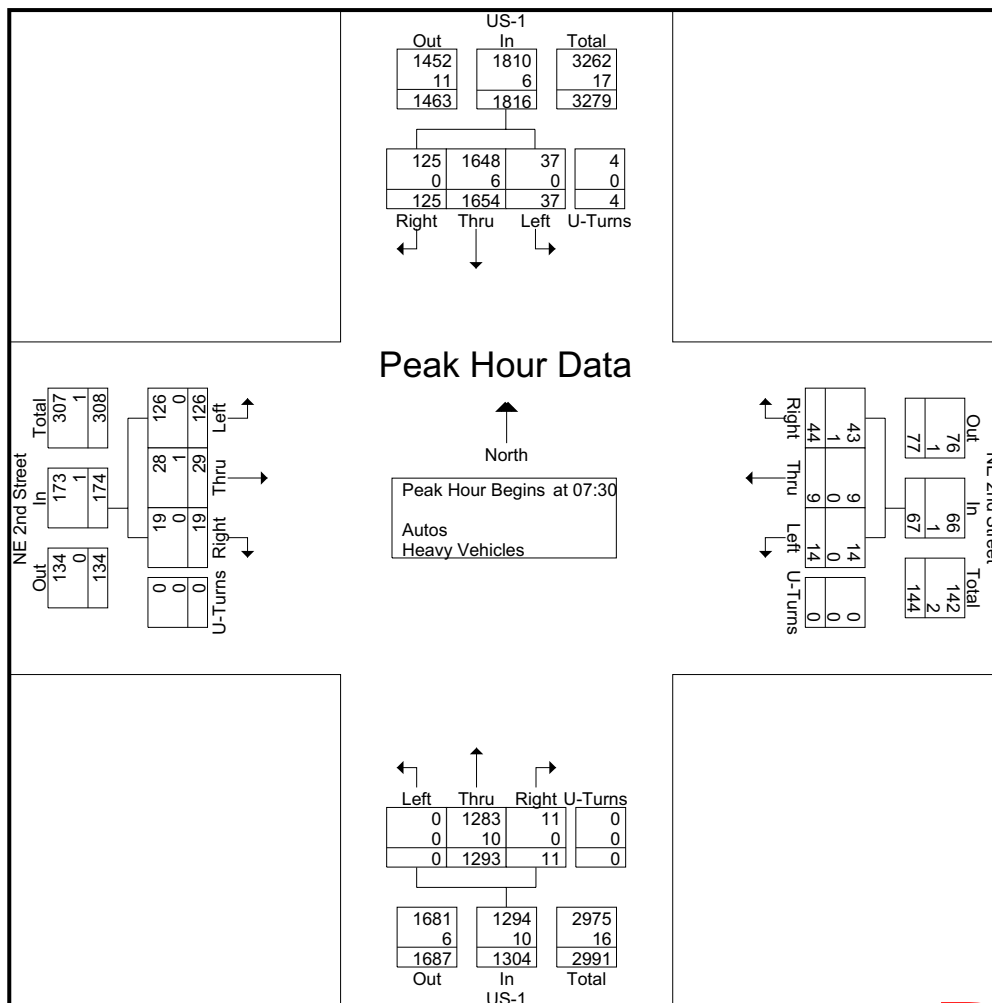 US-1
Out In Total
1452 1810 3262
11 6 17
1463 1816 3279
125 1648 37 4
0 6 0 0
125 1654 37 4
Right Thru Left U-Turns
Peak Hour Data
North
Peak Hour Begins at 07:30
Autos
Heavy Vehicles
NE 2nd Street
Out In Total
134 173 307
0 1 1
134 174 308
Left Thru Right U-Turns
126 29 19 0
0 1 0 0
126 28 19 0
NE 2nd Street
Out In Total
76 66 142
1 1 2
77 67 144
43 9 14 0
1 0 0 0
44 9 14 0
Right Thru Left U-Turns
Left Thru Right U-Turns
0 1283 11 0
0 10 0 0
0 1293 11 0
1681 1294 2975
6 10 16
1687 1304 2991
Out In Total
US-1